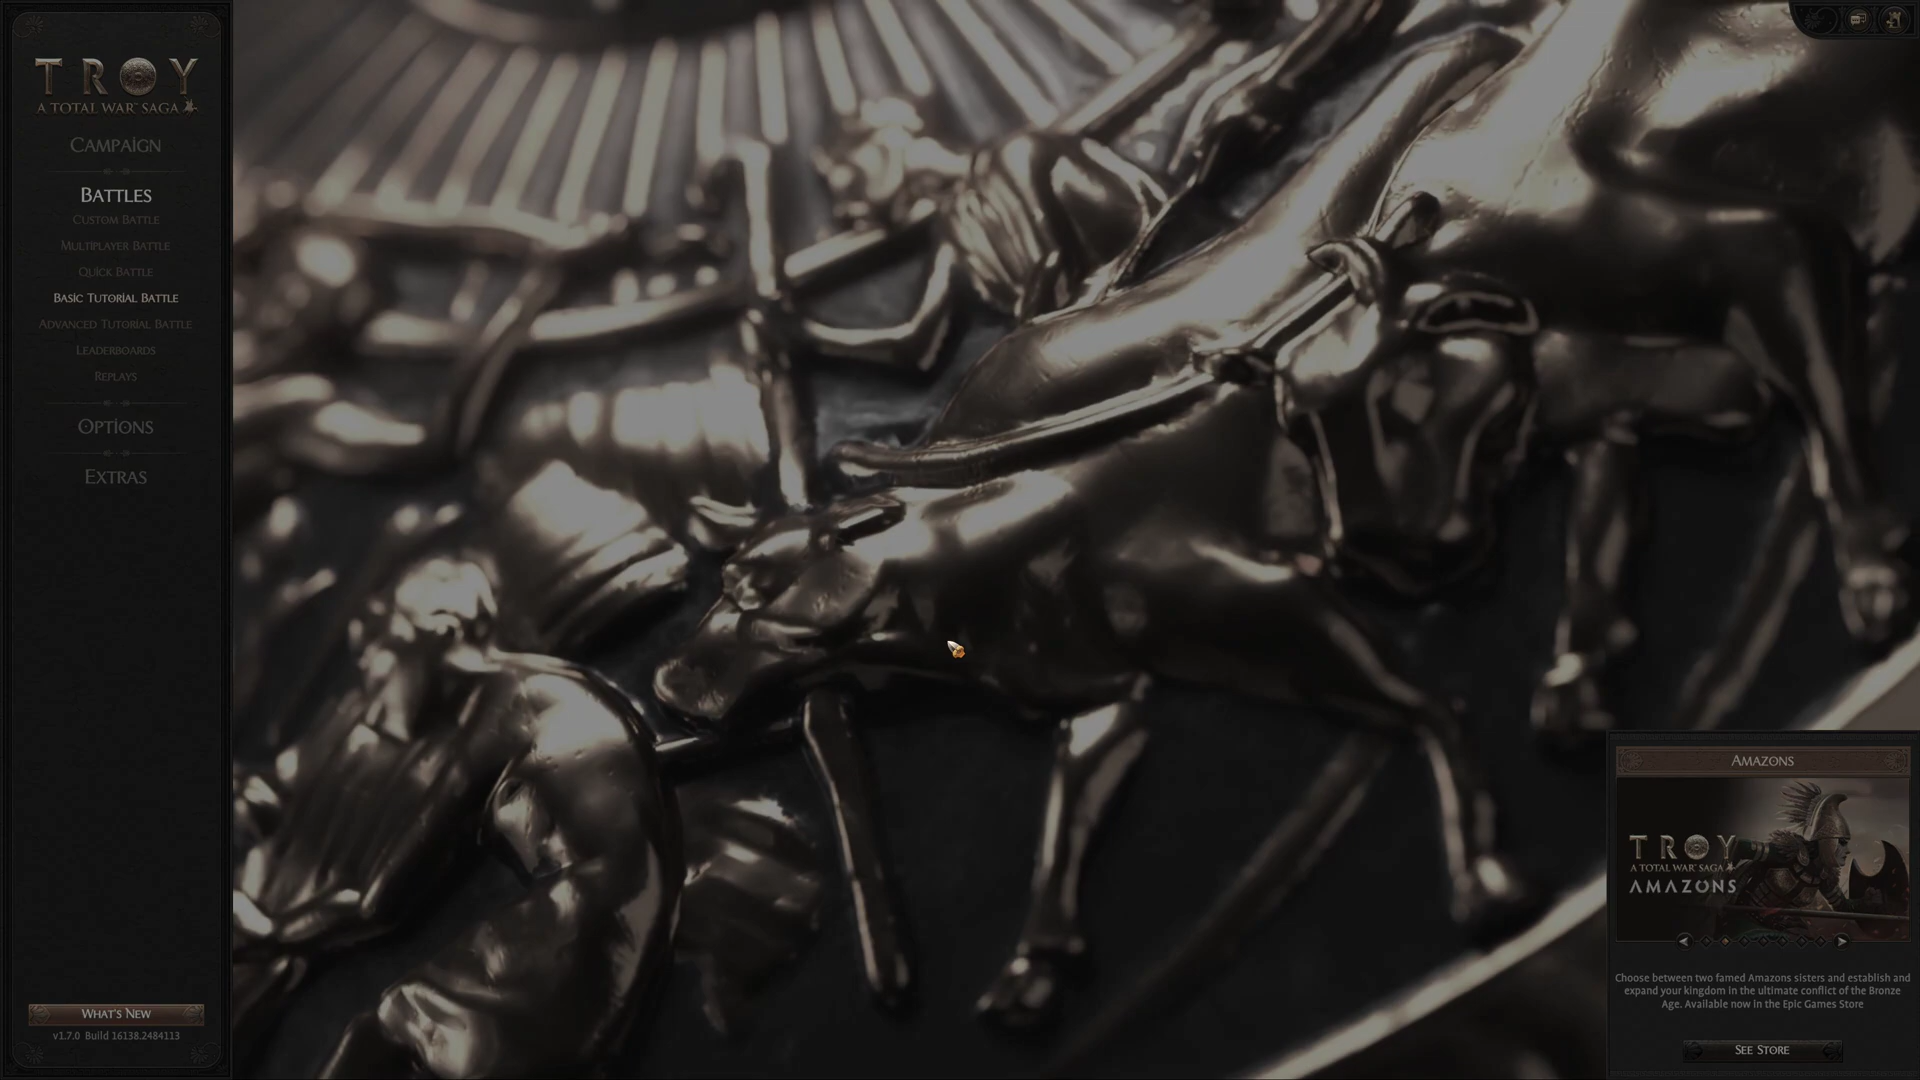 TROY
A TOTAL WAR™ SAGA
CAMPAIGN
BATTLES
CUSTOM BATTLE
MULTIPLAYER BATTLE
QUICK BATTLE
BASIC TUTORIAL BATTLE
ADVANCED TUTORIAL BATTLE
LEADERBOARDS
REPLAYS
OPTIONS
EXTRAS
WHAT'S NEW
v1.7.0 Build 16138.2484113
AMAZONS
TROY
A TOTAL WAR SAGA
AMAZONS
Choose between two famed Amazons sisters and establish and
expand your kingdom in the ultimate conflict of the Bronze
Age. Available now in the Epic Games Store
SEE STORE